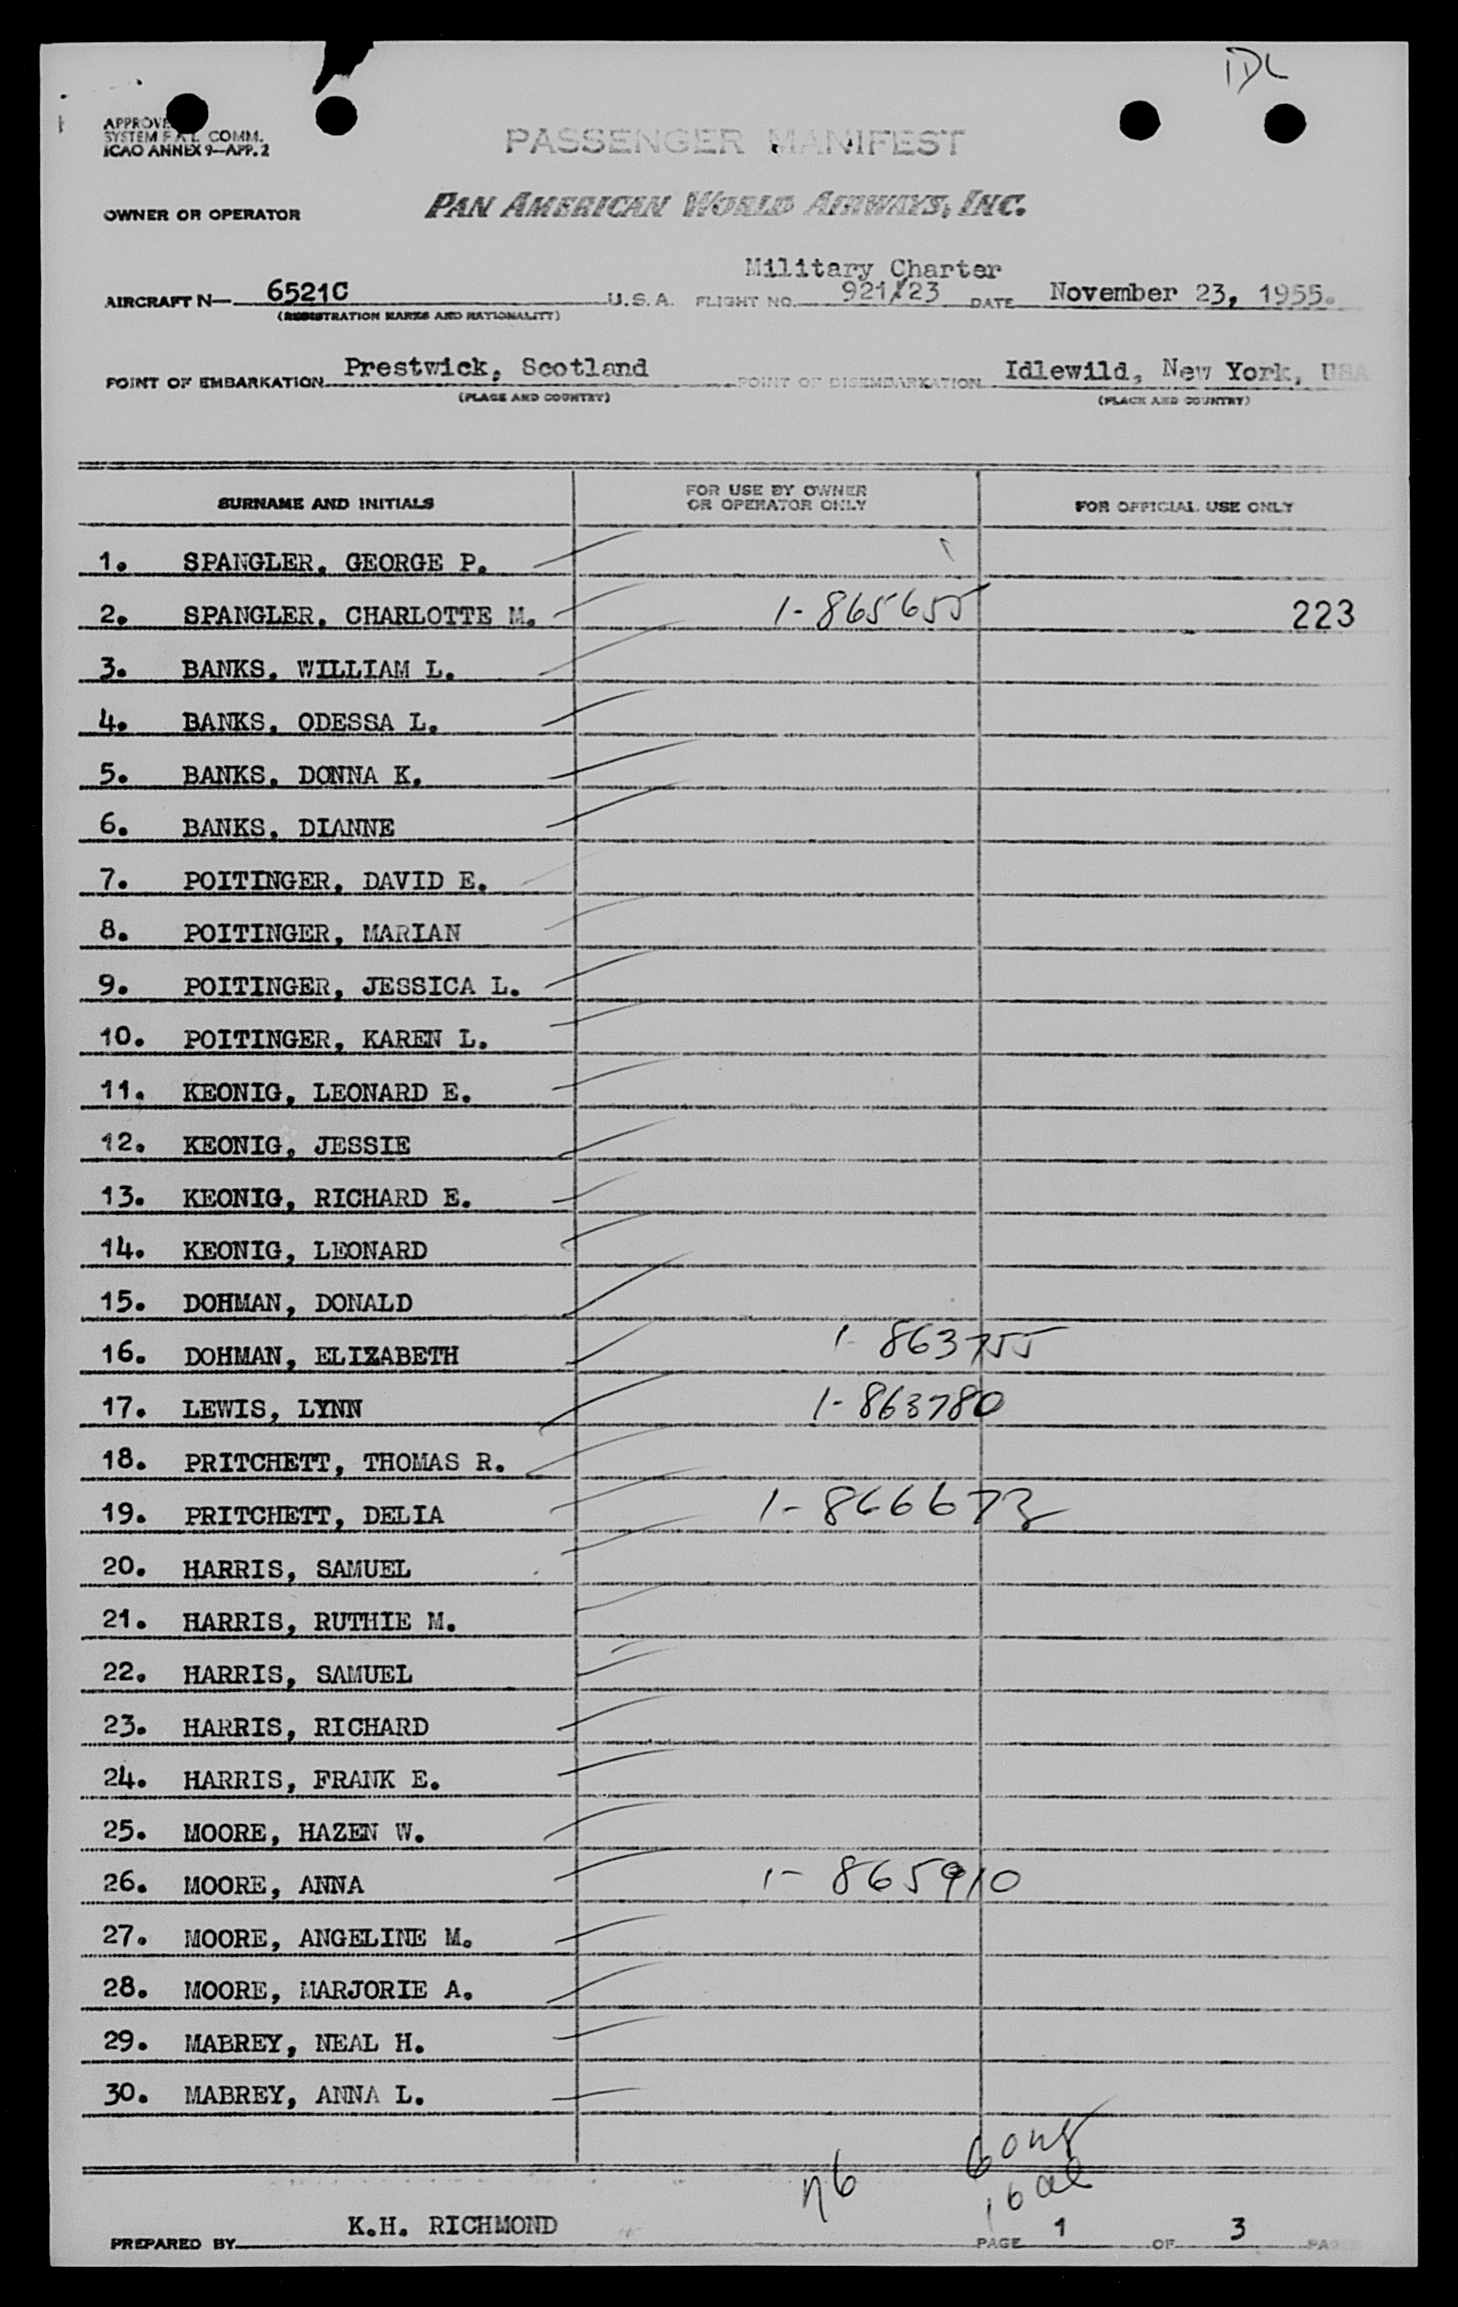 IDL
APPROVE
SYSTEM F A L COMM.
ICAO ANNEX 9—APP. 2
PASSENGER MANIFEST
OWNER OR OPERATOR PAN AMERICAN WORLD AIRWAYS, INC.
Military Charter
AIRCRAFT N— 6521C U.S.A. FLIGHT NO. 921/23 DATE November 23, 1955.
(REGISTRATION MARKS AND NATIONALITY)
POINT OF EMBARKATION Prestwick, Scotland POINT OF DISEMBARKATION Idlewild, New York, USA
(PLACE AND COUNTRY) (PLACE AND COUNTRY)
SURNAME AND INITIALS FOR USE BY OWNER OR OPERATOR ONLY FOR OFFICIAL USE ONLY
1. SPANGLER, GEORGE P.
2. SPANGLER, CHARLOTTE M. 1-865655 223
3. BANKS, WILLIAM L.
4. BANKS, ODESSA L.
5. BANKS, DONNA K.
6. BANKS, DIANNE
7. POITINGER, DAVID E.
8. POITINGER, MARIAN
9. POITINGER, JESSICA L.
10. POITINGER, KAREN L.
11. KEONIG, LEONARD E.
12. KEONIG, JESSIE
13. KEONIG, RICHARD E.
14. KEONIG, LEONARD
15. DOHMAN, DONALD
16. DOHMAN, ELIZABETH 1-863755
17. LEWIS, LYNN 1-863780
18. PRITCHETT, THOMAS R.
19. PRITCHETT, DELIA
20. HARRIS, SAMUEL
21. HARRIS, RUTHIE M.
22. HARRIS, SAMUEL
23. HARRIS, RICHARD
24. HARRIS, FRANK E.
25. MOORE, HAZEN W.
26. MOORE, ANNA 1-865910
27. MOORE, ANGELINE M.
28. MOORE, MARJORIE A.
29. MABREY, NEAL H.
30. MABREY, ANNA L.
PREPARED BY K.H. RICHMOND PAGE 1 OF 3 PAGES